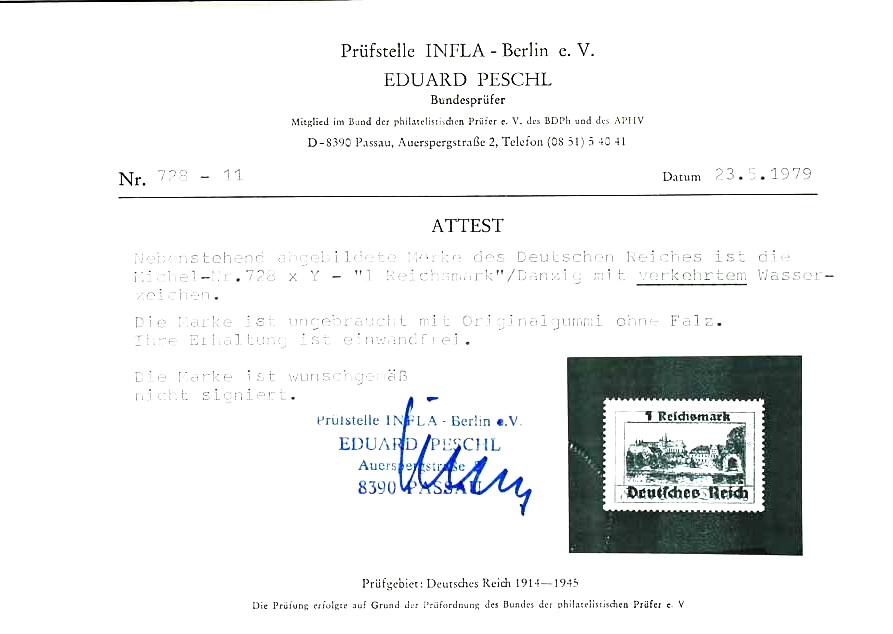 Prüfstelle INFLA - Berlin e. V.
EDUARD PESCHL
Bundesprüfer
Mitglied im Bund der philatelistischen Prüfer e. V. des BDPh und des APHV
D-8390 Passau, Auerspergstraße 2, Telefon (08 51) 5 40 41
Nr. 728 - 11 Datum 23.5.1979
ATTEST
Nebenstehend abgebildete Marke des Deutschen Reiches ist die
Michel-Nr.728 x Y - "1 Reichsmark"/Danzig mit verkehrtem Wasser-
zeichen.
Die Marke ist ungebraucht mit Originalgummi ohne Falz.
Ihre Erhaltung ist einwandfrei.
Die Marke ist wunschgemäß
nicht signiert.
Prüfstelle INFLA - Berlin e.V.
EDUARD PESCHL
Auerspergstraße
8390 PASSAU
1 Reichsmark
Deutsches Reich
Prüfgebiet: Deutsches Reich 1914—1945
Die Prüfung erfolgte auf Grund der Prüfordnung des Bundes der philatelistischen Prüfer e. V